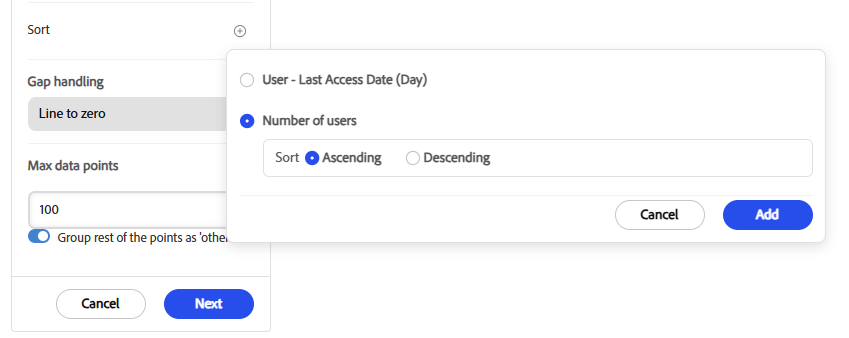 Sort
User - Last Access Date (Day)
Gap handling
Line to zero
Number of users
Sort Ascending Descending
Max data points
100
Cancel Add
Group rest of the points as 'othe
Cancel Next